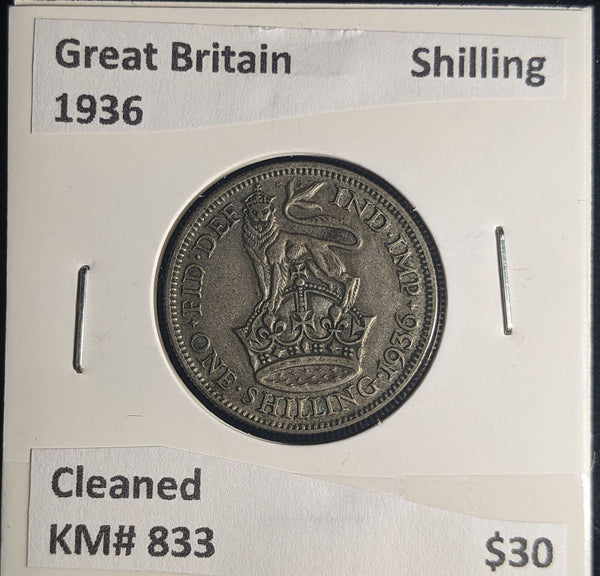 Great Britain Shilling
1936
FID·DEF IND·IMP
ONE·SHILLING·1936
Cleaned
KM# 833 $30